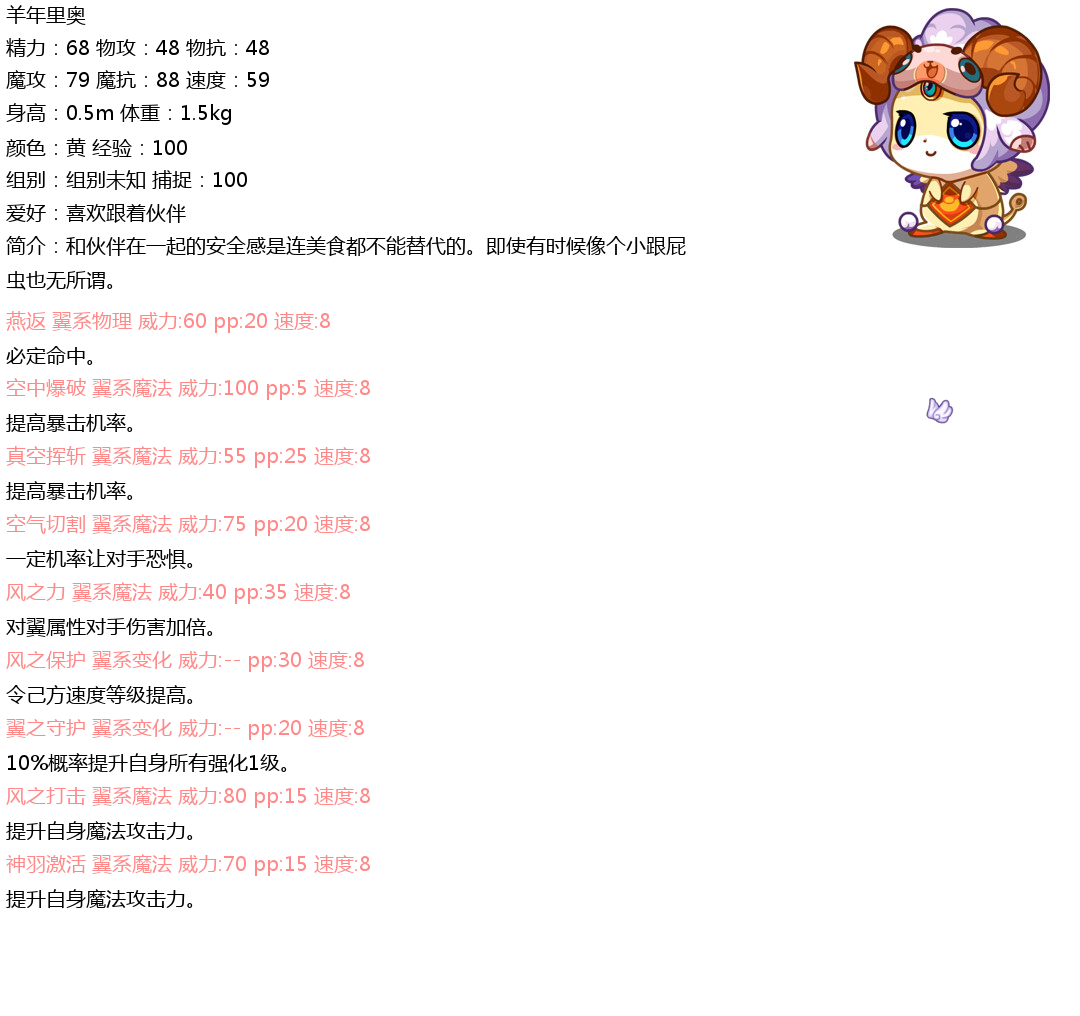 羊年里奥
精力：68 物攻：48 物抗：48
魔攻：79 魔抗：88 速度：59
身高：0.5m 体重：1.5kg
颜色：黄 经验：100
组别：组别未知 捕捉：100
爱好：喜欢跟着伙伴
简介：和伙伴在一起的安全感是连美食都不能替代的。即使有时候像个小跟屁
虫也无所谓。
燕返 翼系物理 威力:60 pp:20 速度:8
必定命中。
空中爆破 翼系魔法 威力:100 pp:5 速度:8
提高暴击机率。
真空挥斩 翼系魔法 威力:55 pp:25 速度:8
提高暴击机率。
空气切割 翼系魔法 威力:75 pp:20 速度:8
一定机率让对手恐惧。
风之力 翼系魔法 威力:40 pp:35 速度:8
对翼属性对手伤害加倍。
风之保护 翼系变化 威力:-- pp:30 速度:8
令己方速度等级提高。
翼之守护 翼系变化 威力:-- pp:20 速度:8
10%概率提升自身所有强化1级。
风之打击 翼系魔法 威力:80 pp:15 速度:8
提升自身魔法攻击力。
神羽激活 翼系魔法 威力:70 pp:15 速度:8
提升自身魔法攻击力。